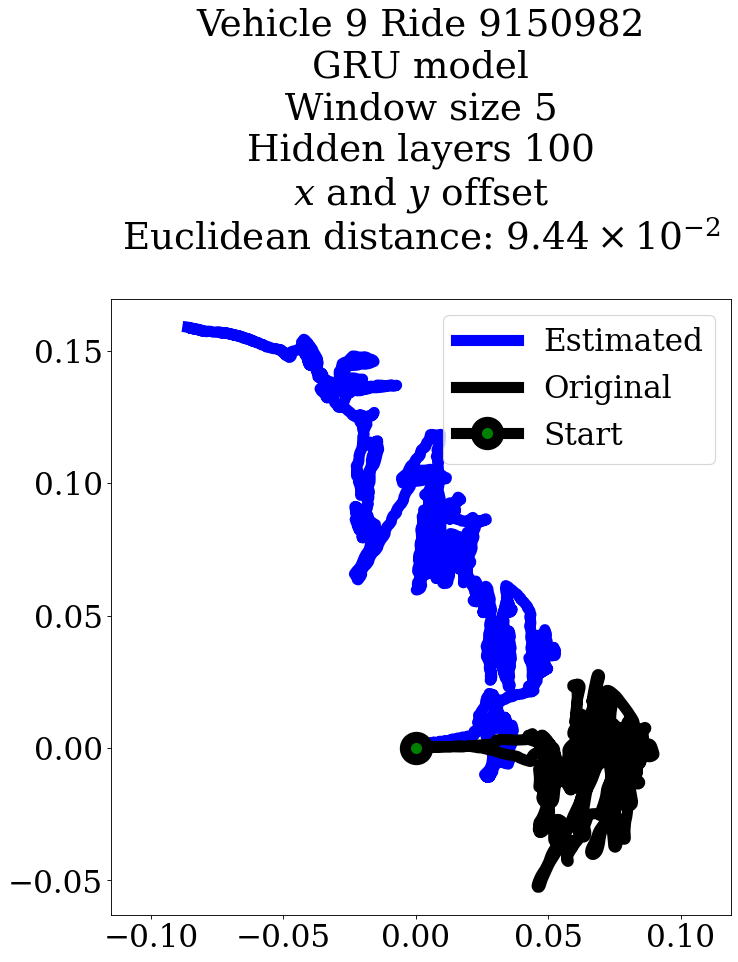 Vehicle 9 Ride 9150982
GRU model
Window size 5
Hidden layers 100
x and y offset
Euclidean distance: 9.44 × 10⁻²
Estimated
Original
Start
0.15
0.10
0.05
0.00
−0.05
−0.10 −0.05 0.00 0.05 0.10